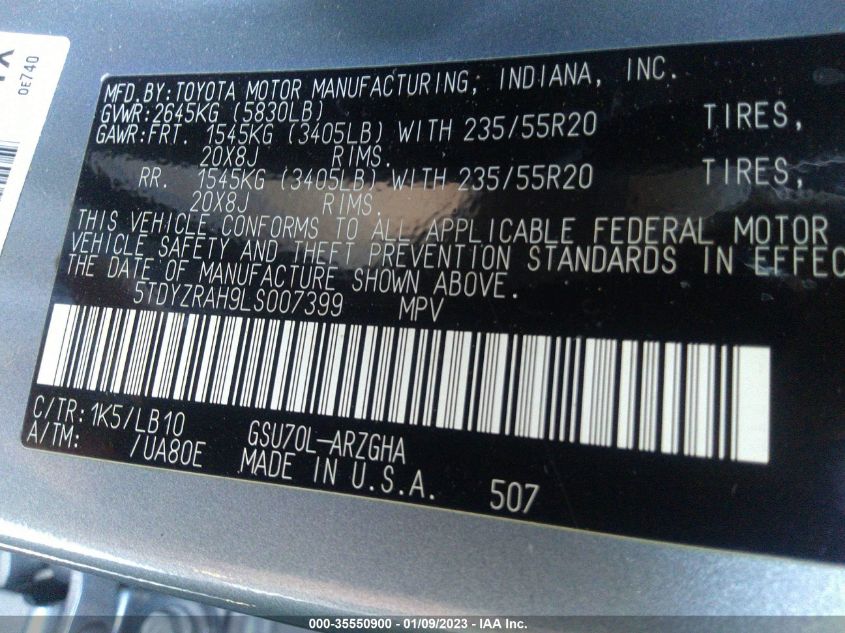 0E740
MFD.BY:TOYOTA MOTOR MANUFACTURING, INDIANA, INC.
GVWR:2645KG (5830LB)
GAWR:FRT. 1545KG (3405LB) WITH 235/55R20 TIRES,
20X8J RIMS.
RR. 1545KG (3405LB) WITH 235/55R20 TIRES,
20X8J RIMS.
THIS VEHICLE CONFORMS TO ALL APPLICABLE FEDERAL MOTOR
VEHICLE SAFETY AND THEFT PREVENTION STANDARDS IN EFFEC
THE DATE OF MANUFACTURE SHOWN ABOVE.
5TDYZRAH9LS007399 MPV
C/TR:1K5/LB10 GSU70L-ARZGHA
A/TM: /UA80E MADE IN U.S.A. 507
000-35550900 - 01/09/2023 - IAA Inc.